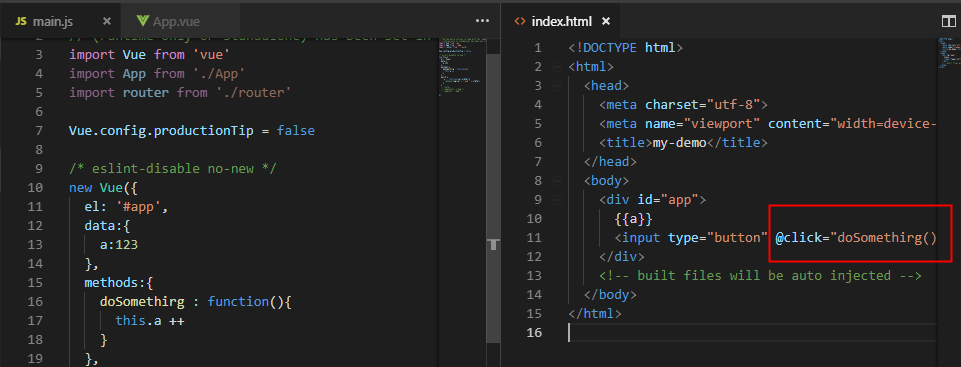 JS main.js ×
App.vue
...
// (runtime-only or standalone) has been set in
3 import Vue from 'vue'
4 import App from './App'
5 import router from './router'
6
7 Vue.config.productionTip = false
8
9 /* eslint-disable no-new */
10 new Vue({
11 el: '#app',
12 data:{
13 a:123
14 },
15 methods:{
16 doSomethirg : function(){
17 this.a ++
18 }
19 },
<> index.html ×
1 <!DOCTYPE html>
2 <html>
3 <head>
4 <meta charset="utf-8">
5 <meta name="viewport" content="width=device-
6 <title>my-demo</title>
7 </head>
8 <body>
9 <div id="app">
10 {{a}}
11 <input type="button" @click="doSomethirg()
12 </div>
13 <!-- built files will be auto injected -->
14 </body>
15 </html>
16